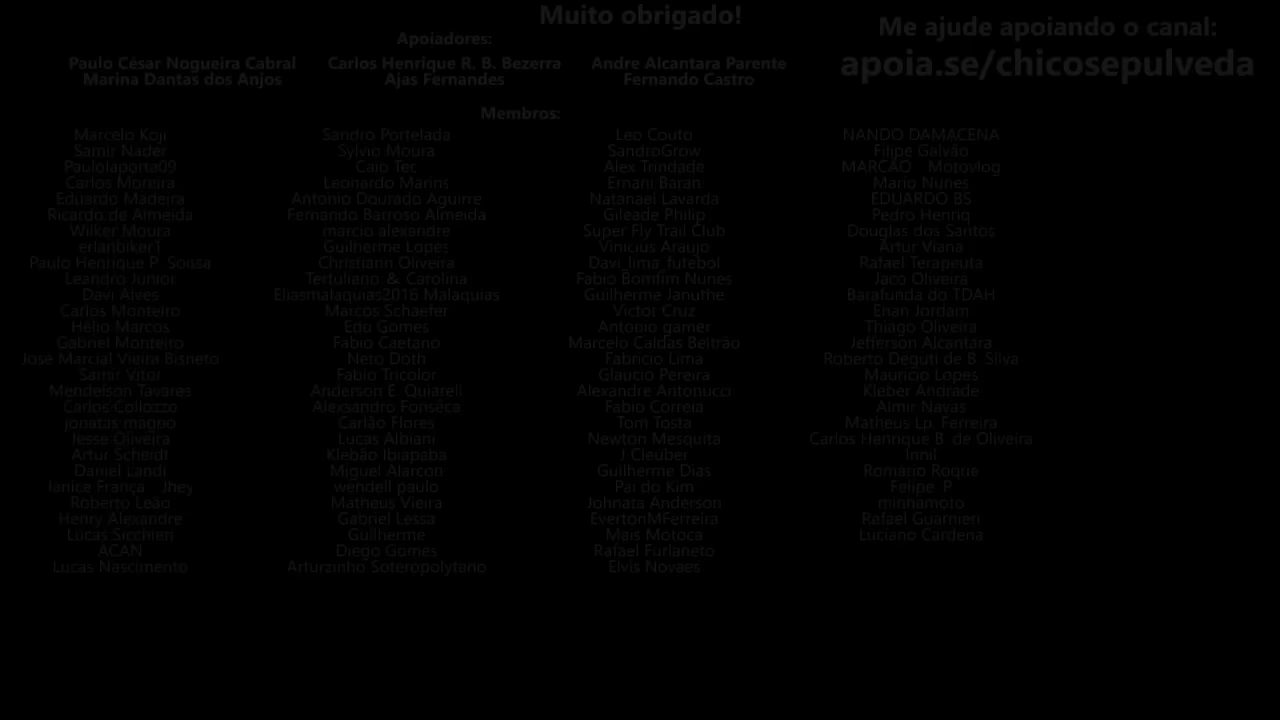 Muito obrigado!
Me ajude apoiando o canal:
apoia.se/chicosepulveda
Apoiadores:
Paulo César Nogueira Cabral
Marina Dantas dos Anjos
Carlos Henrique R. B. Bezerra
Ajas Fernandes
Andre Alcantara Parente
Fernando Castro
Membros:
Marcelo Koji
Samir Nader
Paulolaporta09
Carlos Moreira
Eduardo Madeira
Ricardo de Almeida
Wilker Moura
erlanbiker1
Paulo Henrique P. Sousa
Leandro Junior
Davi Alves
Carlos Monteiro
Hélio Marcos
Gabriel Monteiro
José Marcial Vieira Bisneto
Samir Vitor
Mendelson Tavares
Carlos Collozzo
jonatas magno
Jesse Oliveira
Artur Scheidt
Daniel Landi
Ianice França Jhey
Roberto Leão
Henry Alexandre
Lucas Sicchieri
ACAN
Lucas Nascimento
Sandro Portelada
Sylvio Moura
Caio Tec
Leonardo Marins
Antonio Dourado Aguirre
Fernando Barroso Almeida
marcio alexandre
Guilherme Lopes
Christiann Oliveira
Tertuliano & Carolina
Eliasmalaquias2016 Malaquias
Marcos Schaefer
Edu Gomes
Fabio Caetano
Neto Doth
Fabio Tricolor
Anderson E. Quiareli
Alexsandro Fonsêca
Carlão Flores
Lucas Albiani
Klebão Ibiapaba
Miguel Alarcon
wendell paulo
Matheus Vieira
Gabriel Lessa
Guilherme
Diego Gomes
Arturzinho Soteropolytano
Leo Couto
SandroGrow
Alex Trindade
Ernani Baran
Natanael Lavarda
Gileade Philip
Super Fly Trail Club
Vinicius Araujo
Davi_lima_futebol
Fabio Bomfim Nunes
Guilherme Januthe
Victor Cruz
Antonio gamer
Marcelo Caldas Beltrão
Fabricio Lima
Glaucio Pereira
Alexandre Antonucci
Fabio Correia
Tom Tosta
Newton Mesquita
J Cleuber
Guilherme Dias
Pai do Kim
Johnata Anderson
EvertonMFerreira
Mais Motoca
Rafael Furlaneto
Elvis Novaes
NANDO DAMACENA
Filipe Galvão
MARCÃO Motovlog
Mario Nunes
EDUARDO BS
Pedro Henriq
Douglas dos Santos
Artur Viana
Rafael Terapeuta
Jaco Oliveira
Barafunda do TDAH
Enan Jordam
Thiago Oliveira
Jefferson Alcantara
Roberto Deguti de B. Silva
Mauricio Lopes
Kleber Andrade
Almir Navas
Matheus Lp. Ferreira
Carlos Henrique B. de Oliveira
Romário Roque
Felipe P
minhamoto
Rafael Guarnieri
Luciano Cardena